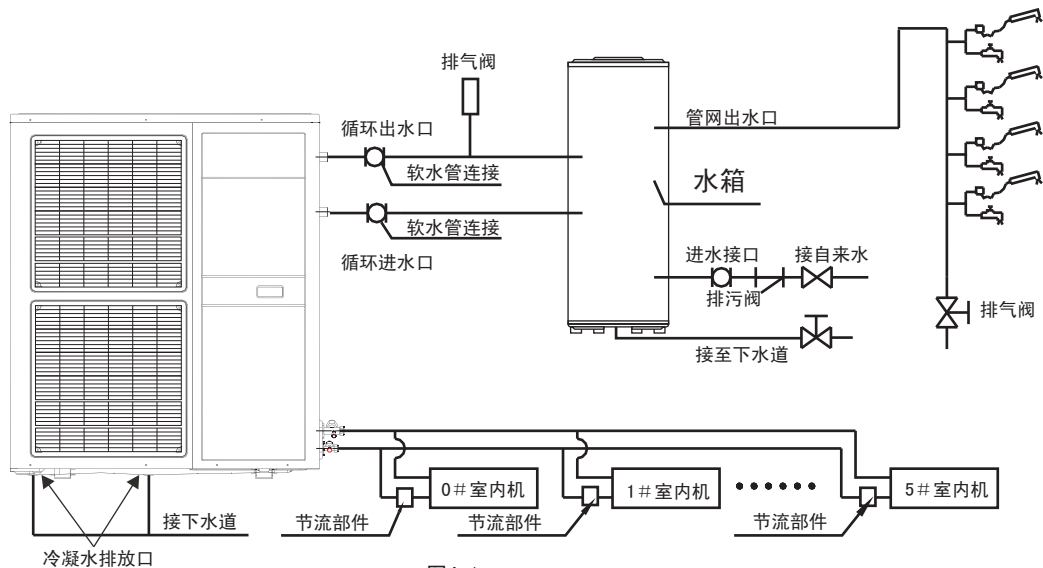 排气阀
循环出水口
管网出水口
软水管连接
水箱
软水管连接
循环进水口
进水接口
接自来水
排污阀
排气阀
接至下水道
0#室内机
1#室内机
5#室内机
接下水道
节流部件
节流部件
节流部件
冷凝水排放口